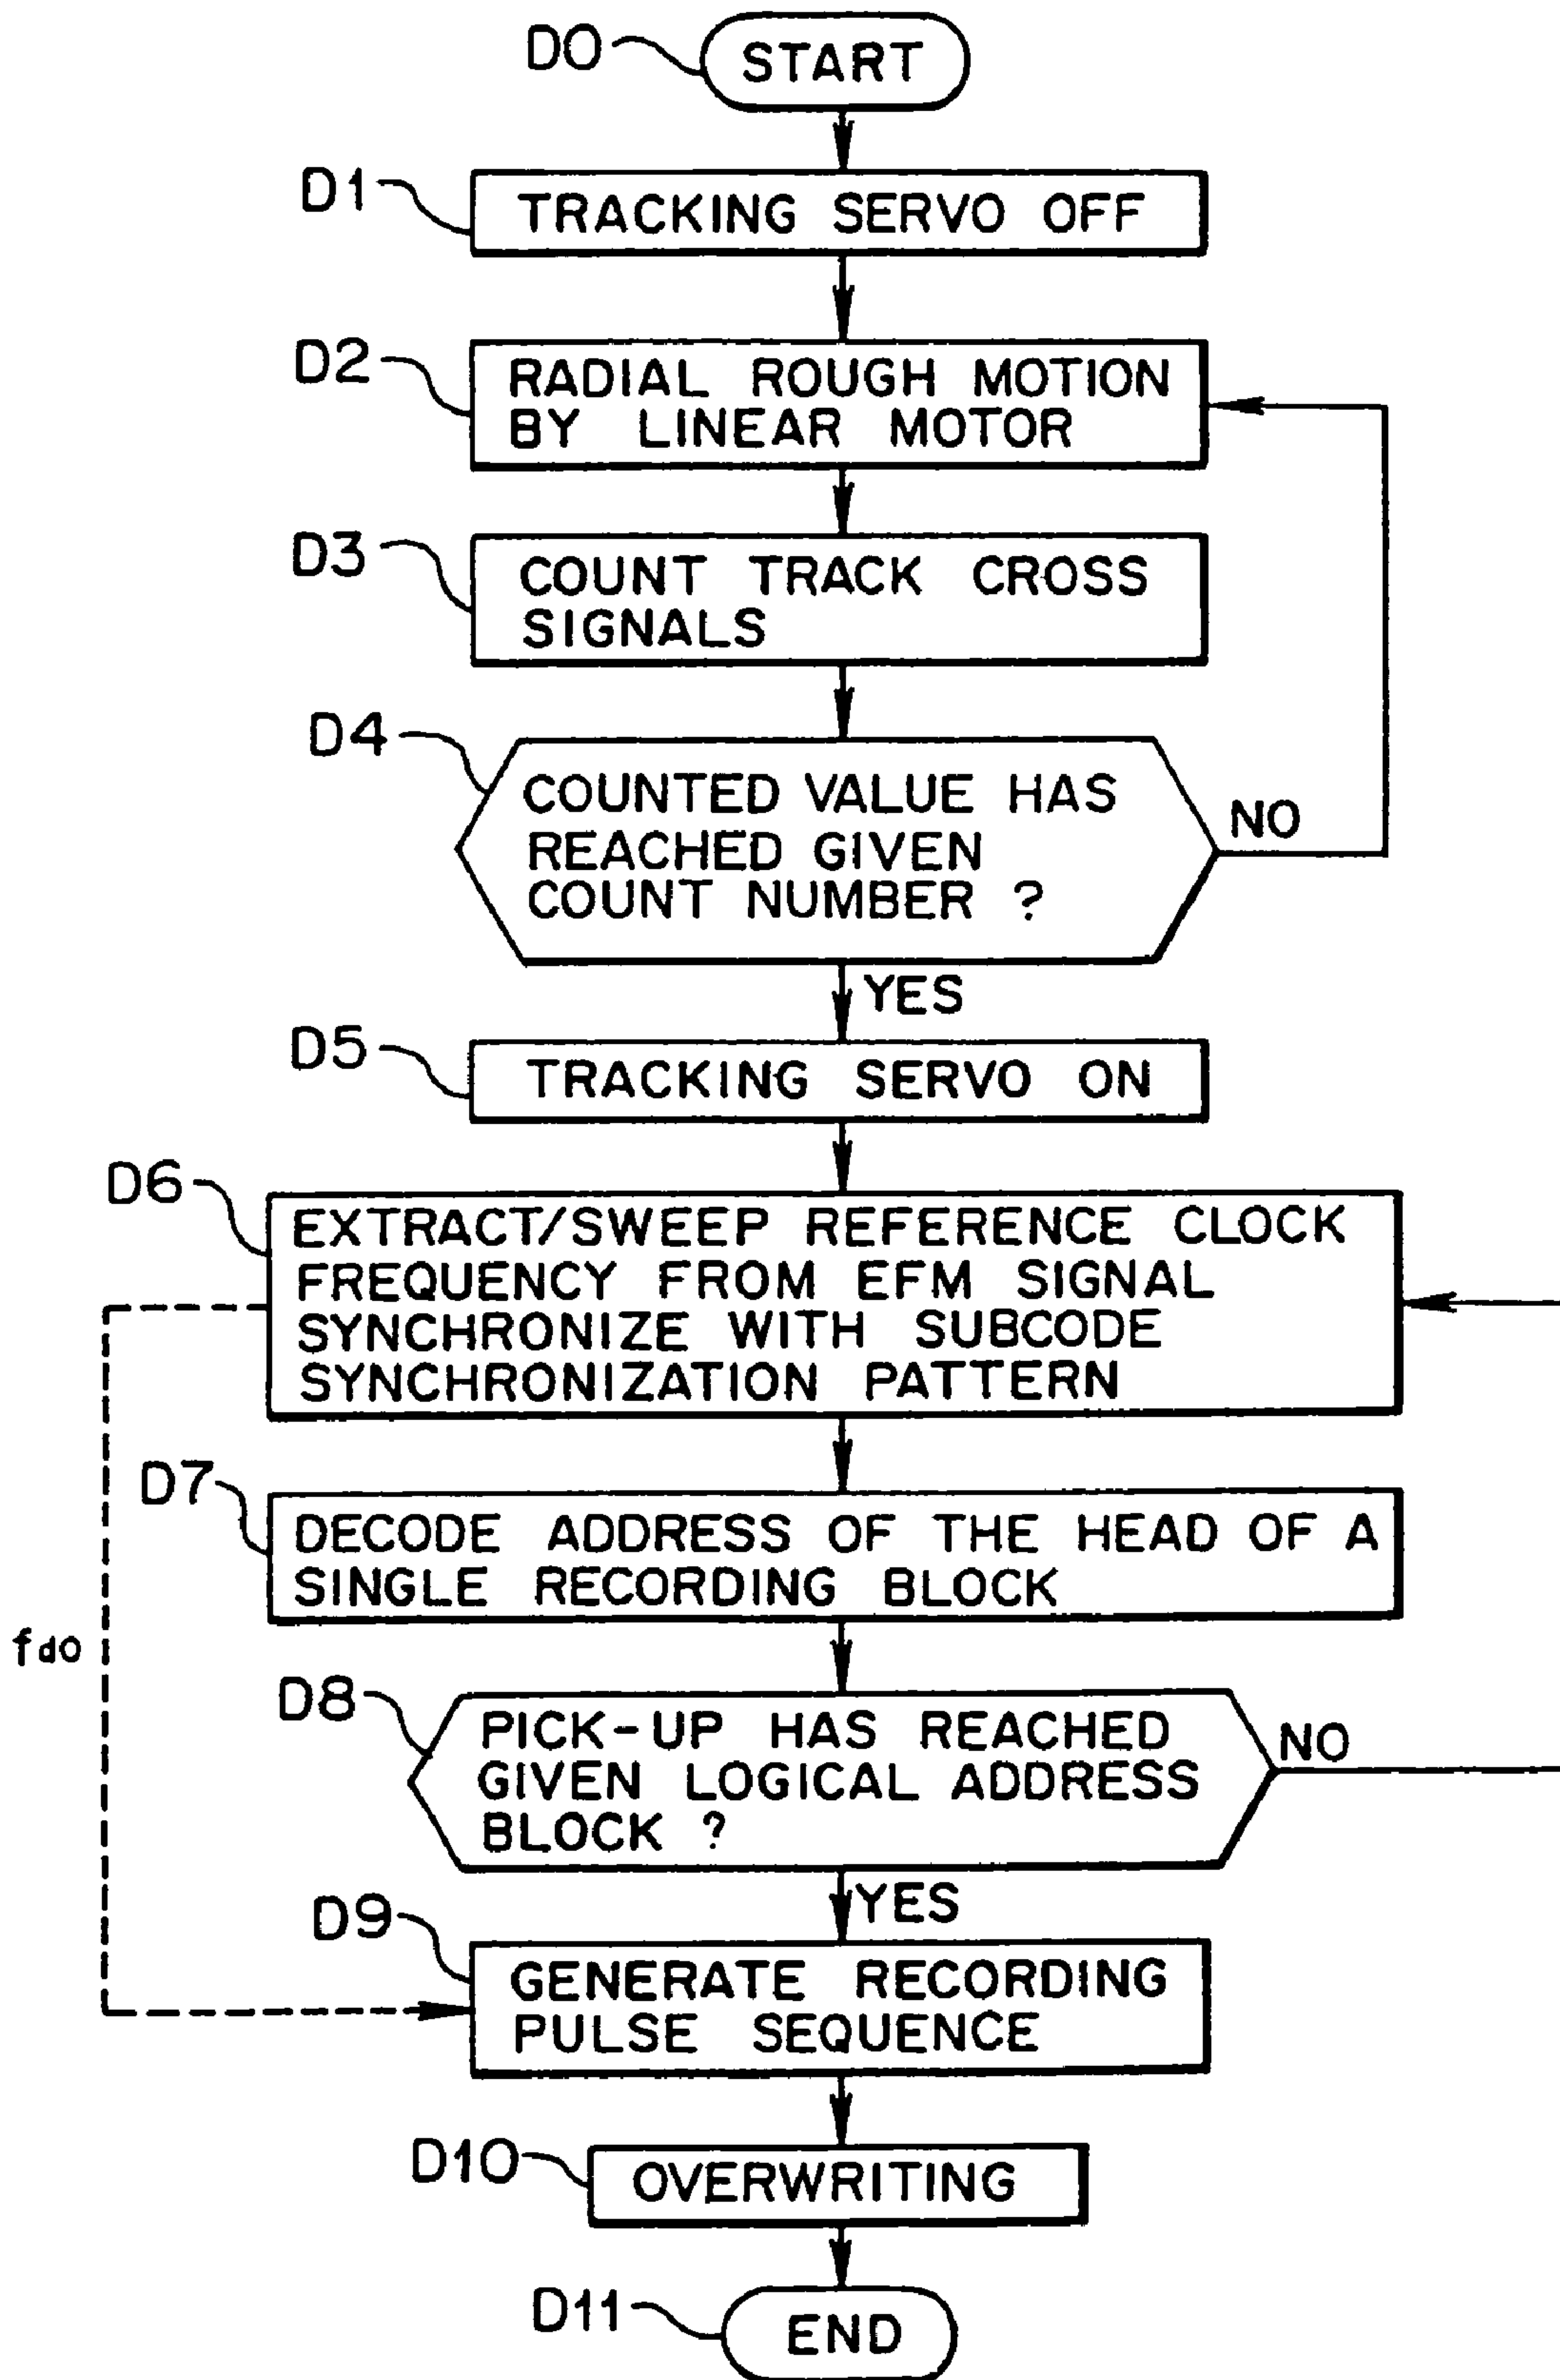 D0
START
D1
TRACKING SERVO OFF
D2
RADIAL ROUGH MOTION
BY LINEAR MOTOR
D3
COUNT TRACK CROSS
SIGNALS
D4
COUNTED VALUE HAS
REACHED GIVEN
COUNT NUMBER ?
NO
YES
D5
TRACKING SERVO ON
D6
EXTRACT/SWEEP REFERENCE CLOCK
FREQUENCY FROM EFM SIGNAL
SYNCHRONIZE WITH SUBCODE
SYNCHRONIZATION PATTERN
D7
DECODE ADDRESS OF THE HEAD OF A
SINGLE RECORDING BLOCK
fd0
D8
PICK-UP HAS REACHED
GIVEN LOGICAL ADDRESS
BLOCK ?
NO
YES
D9
GENERATE RECORDING
PULSE SEQUENCE
D10
OVERWRITING
D11
END